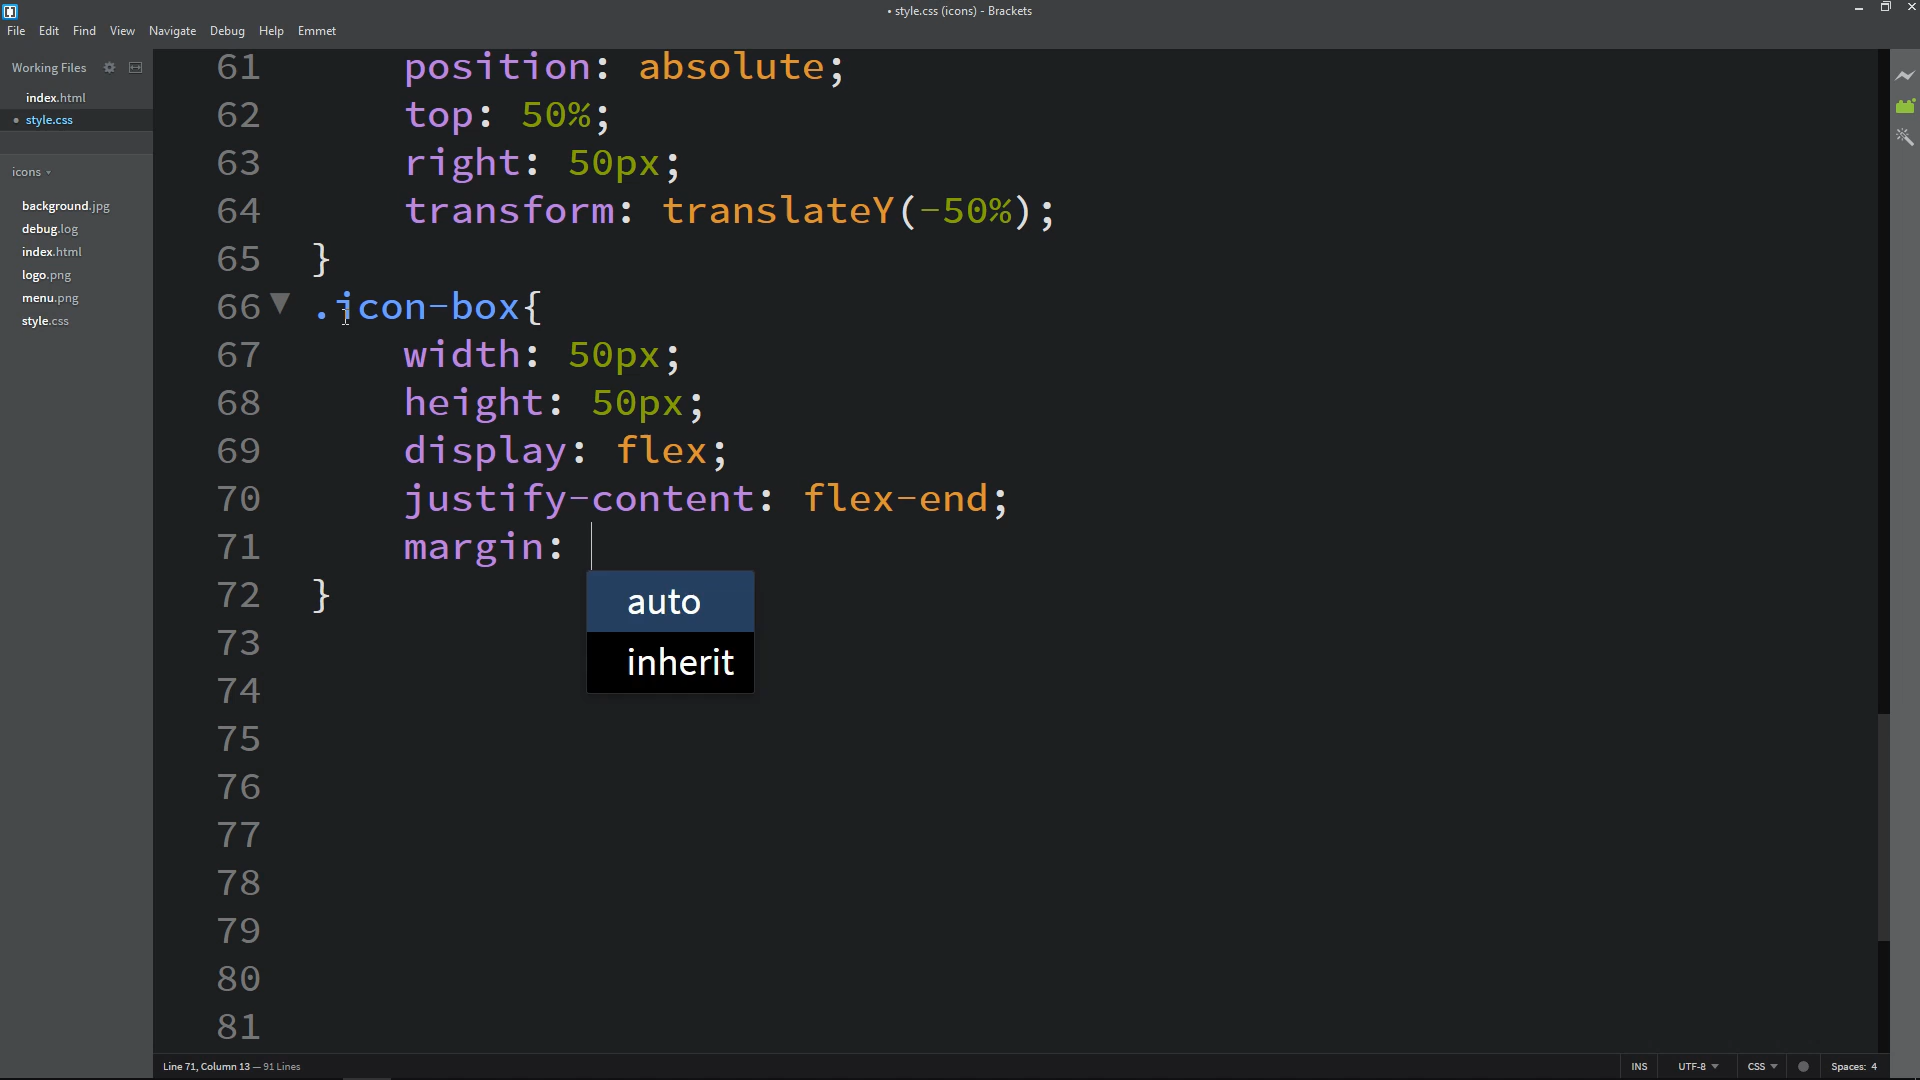 • style.css (icons) - Brackets
File Edit Find View Navigate Debug Help Emmet
Working Files
index.html
• style.css
icons
background.jpg
debug.log
index.html
logo.png
menu.png
style.css
61 position: absolute;
62 top: 50%;
63 right: 50px;
64 transform: translateY(-50%);
65 }
66 .icon-box{
67 width: 50px;
68 height: 50px;
69 display: flex;
70 justify-content: flex-end;
71 margin:
auto
inherit
72 }
73
74
75
76
77
78
79
80
81
Line 71, Column 13 — 91 Lines
INS UTF-8 CSS Spaces: 4